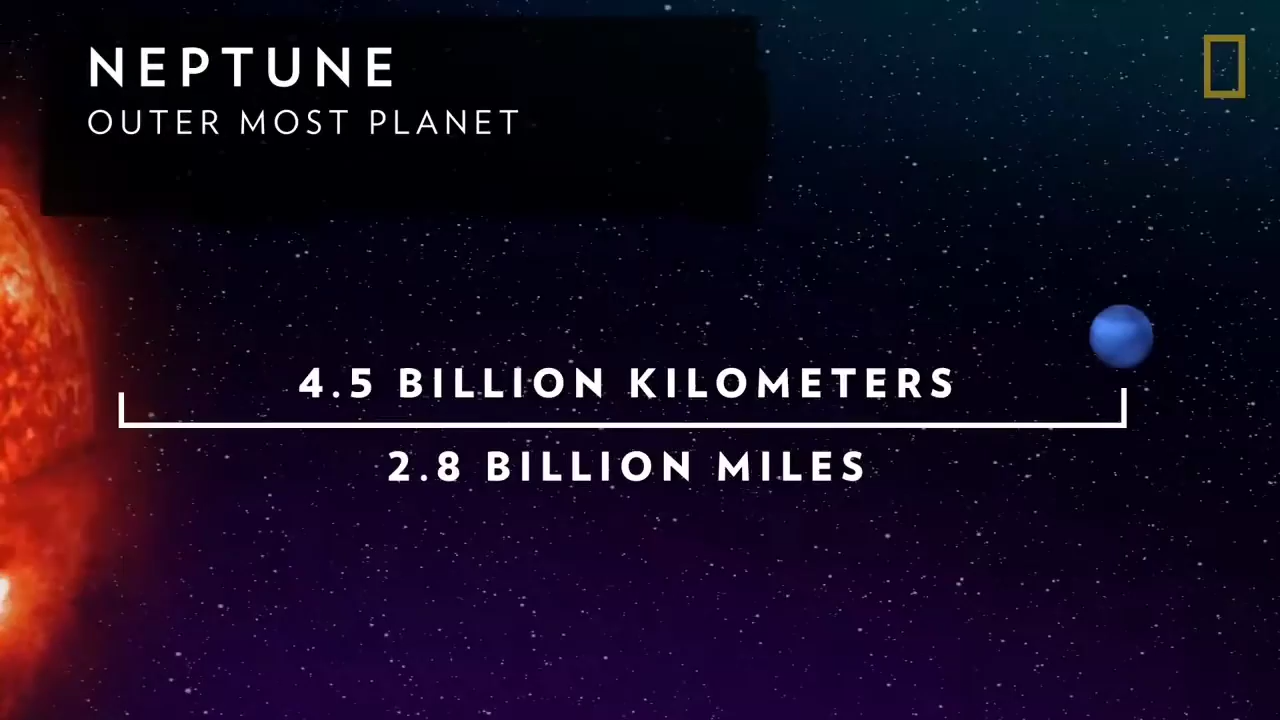 NEPTUNE
OUTER MOST PLANET
4.5 BILLION KILOMETERS
2.8 BILLION MILES